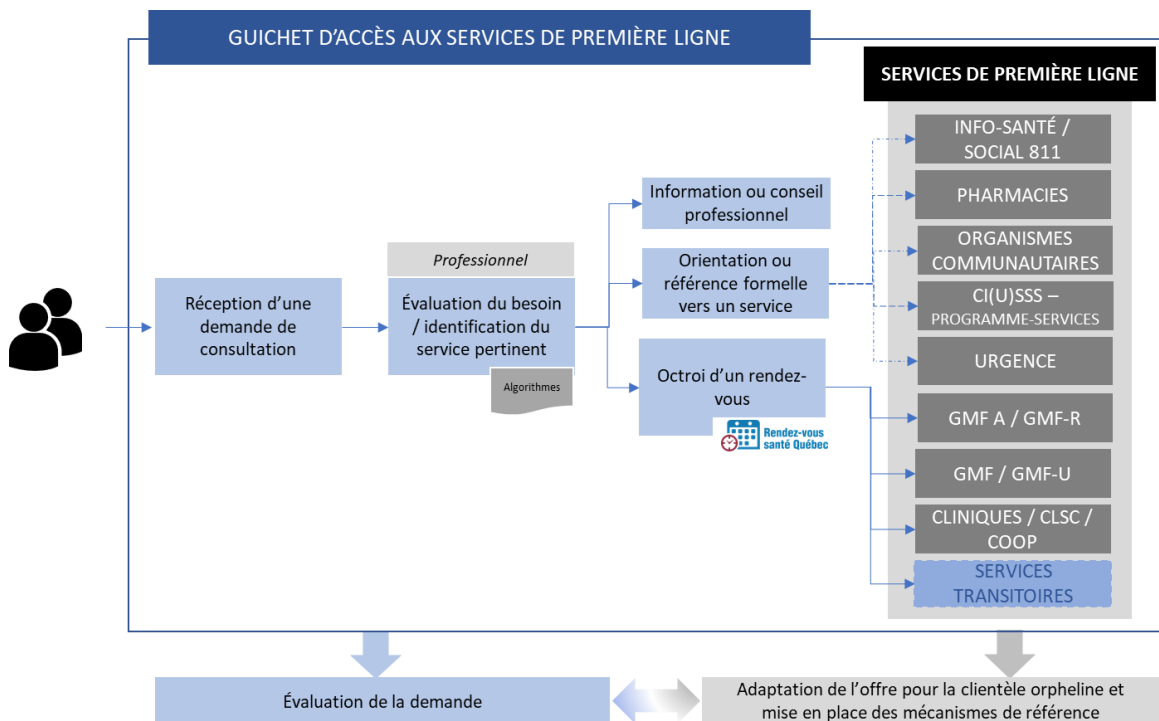 GUICHET D'ACCÈS AUX SERVICES DE PREMIÈRE LIGNE
SERVICES DE PREMIÈRE LIGNE
Réception d'une
demande de
consultation
Professionnel
Évaluation du besoin
/ identification du
service pertinent
Algorithmes
Information ou conseil
professionnel
Orientation ou
référence formelle
vers un service
Octroi d'un rendez-
vous
Rendez-vous
santé Québec
INFO-SANTÉ /
SOCIAL 811
PHARMACIES
ORGANISMES
COMMUNAUTAIRES
CI(U)SSS –
PROGRAMME-SERVICES
URGENCE
GMF A / GMF-R
GMF / GMF-U
CLINIQUES / CLSC /
COOP
SERVICES
TRANSITOIRES
Évaluation de la demande
Adaptation de l'offre pour la clientèle orpheline et
mise en place des mécanismes de référence